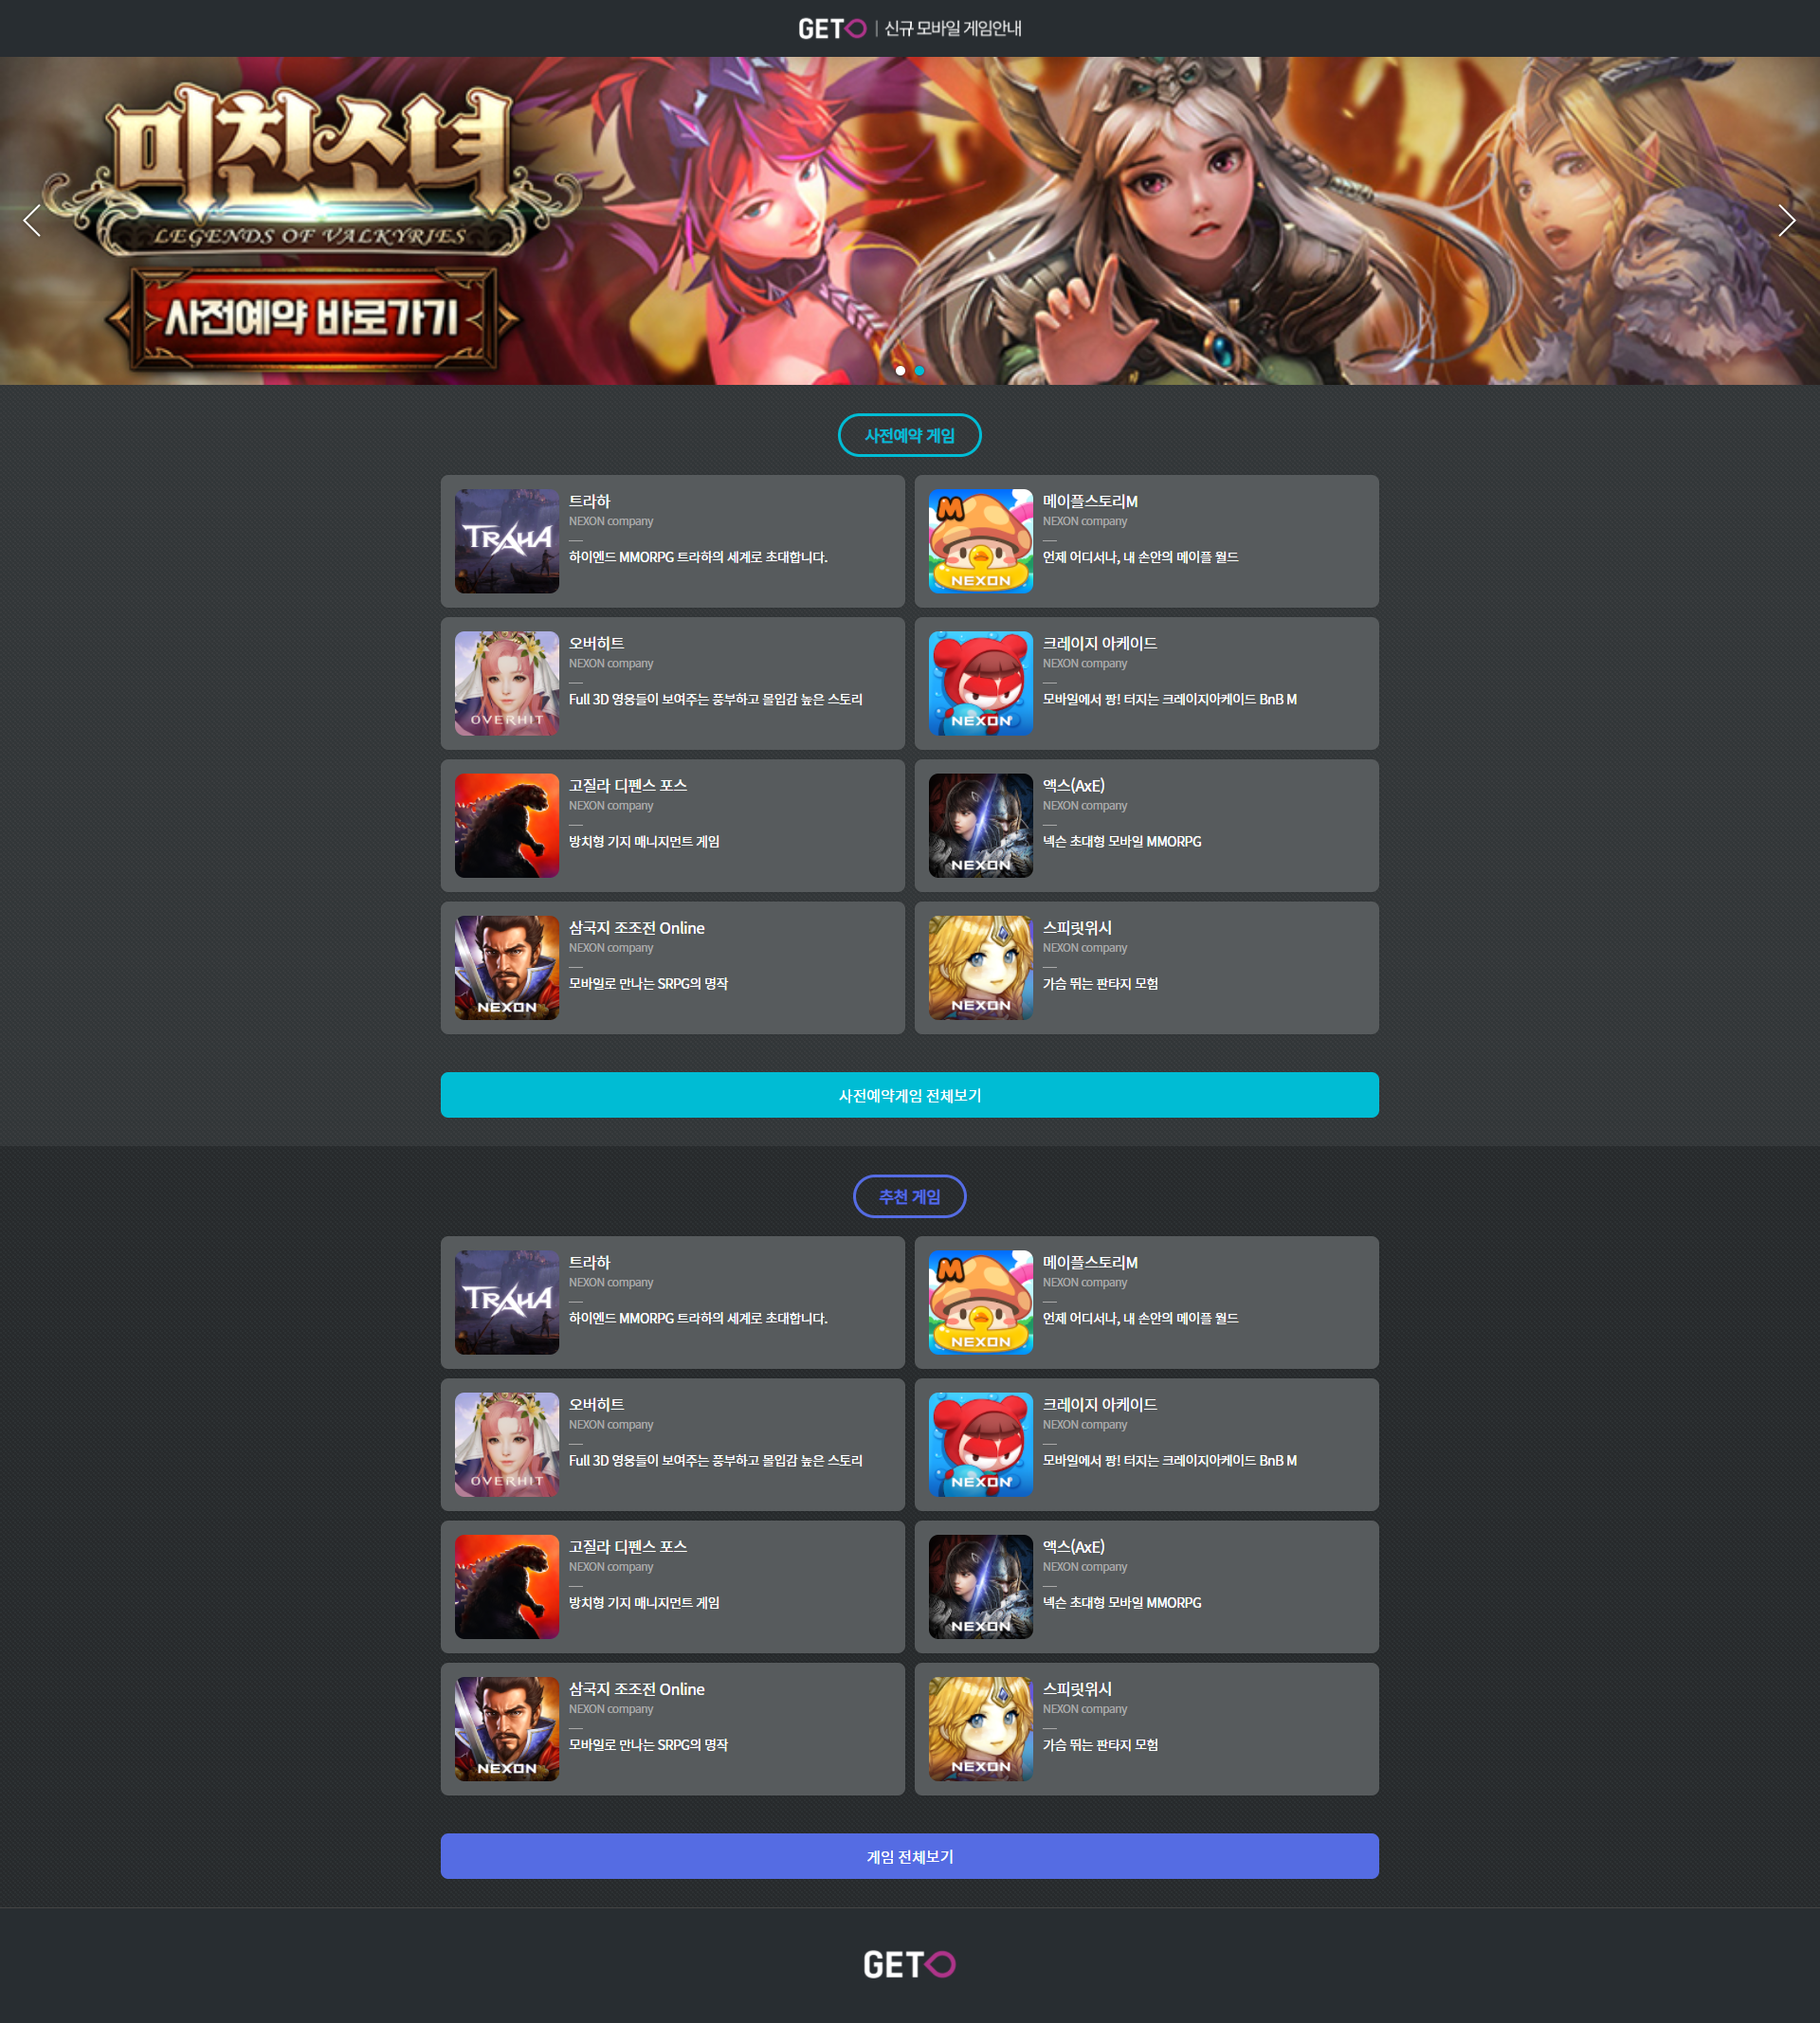 GETO | 신규 모바일 게임안내
미친소녀
LEGENDS OF VALKYRIES
사전예약 바로가기
사전예약 게임
TRAHA
트라하
NEXON company
하이엔드 MMORPG 트라하의 세계로 초대합니다.
M
NEXON
메이플스토리M
NEXON company
언제 어디서나, 내 손안의 메이플 월드
OVERHIT
오버히트
NEXON company
Full 3D 영웅들이 보여주는 풍부하고 몰입감 높은 스토리
NEXON
크레이지 아케이드
NEXON company
모바일에서 팡! 터지는 크레이지아케이드 BnB M
고질라 디펜스 포스
NEXON company
방치형 기지 매니지먼트 게임
NEXON
액스(AxE)
NEXON company
넥슨 초대형 모바일 MMORPG
NEXON
삼국지 조조전 Online
NEXON company
모바일로 만나는 SRPG의 명작
NEXON
스피릿위시
NEXON company
가슴 뛰는 판타지 모험
사전예약게임 전체보기
추천 게임
TRAHA
트라하
NEXON company
하이엔드 MMORPG 트라하의 세계로 초대합니다.
M
NEXON
메이플스토리M
NEXON company
언제 어디서나, 내 손안의 메이플 월드
OVERHIT
오버히트
NEXON company
Full 3D 영웅들이 보여주는 풍부하고 몰입감 높은 스토리
NEXON
크레이지 아케이드
NEXON company
모바일에서 팡! 터지는 크레이지아케이드 BnB M
고질라 디펜스 포스
NEXON company
방치형 기지 매니지먼트 게임
NEXON
액스(AxE)
NEXON company
넥슨 초대형 모바일 MMORPG
NEXON
삼국지 조조전 Online
NEXON company
모바일로 만나는 SRPG의 명작
NEXON
스피릿위시
NEXON company
가슴 뛰는 판타지 모험
게임 전체보기
GETO